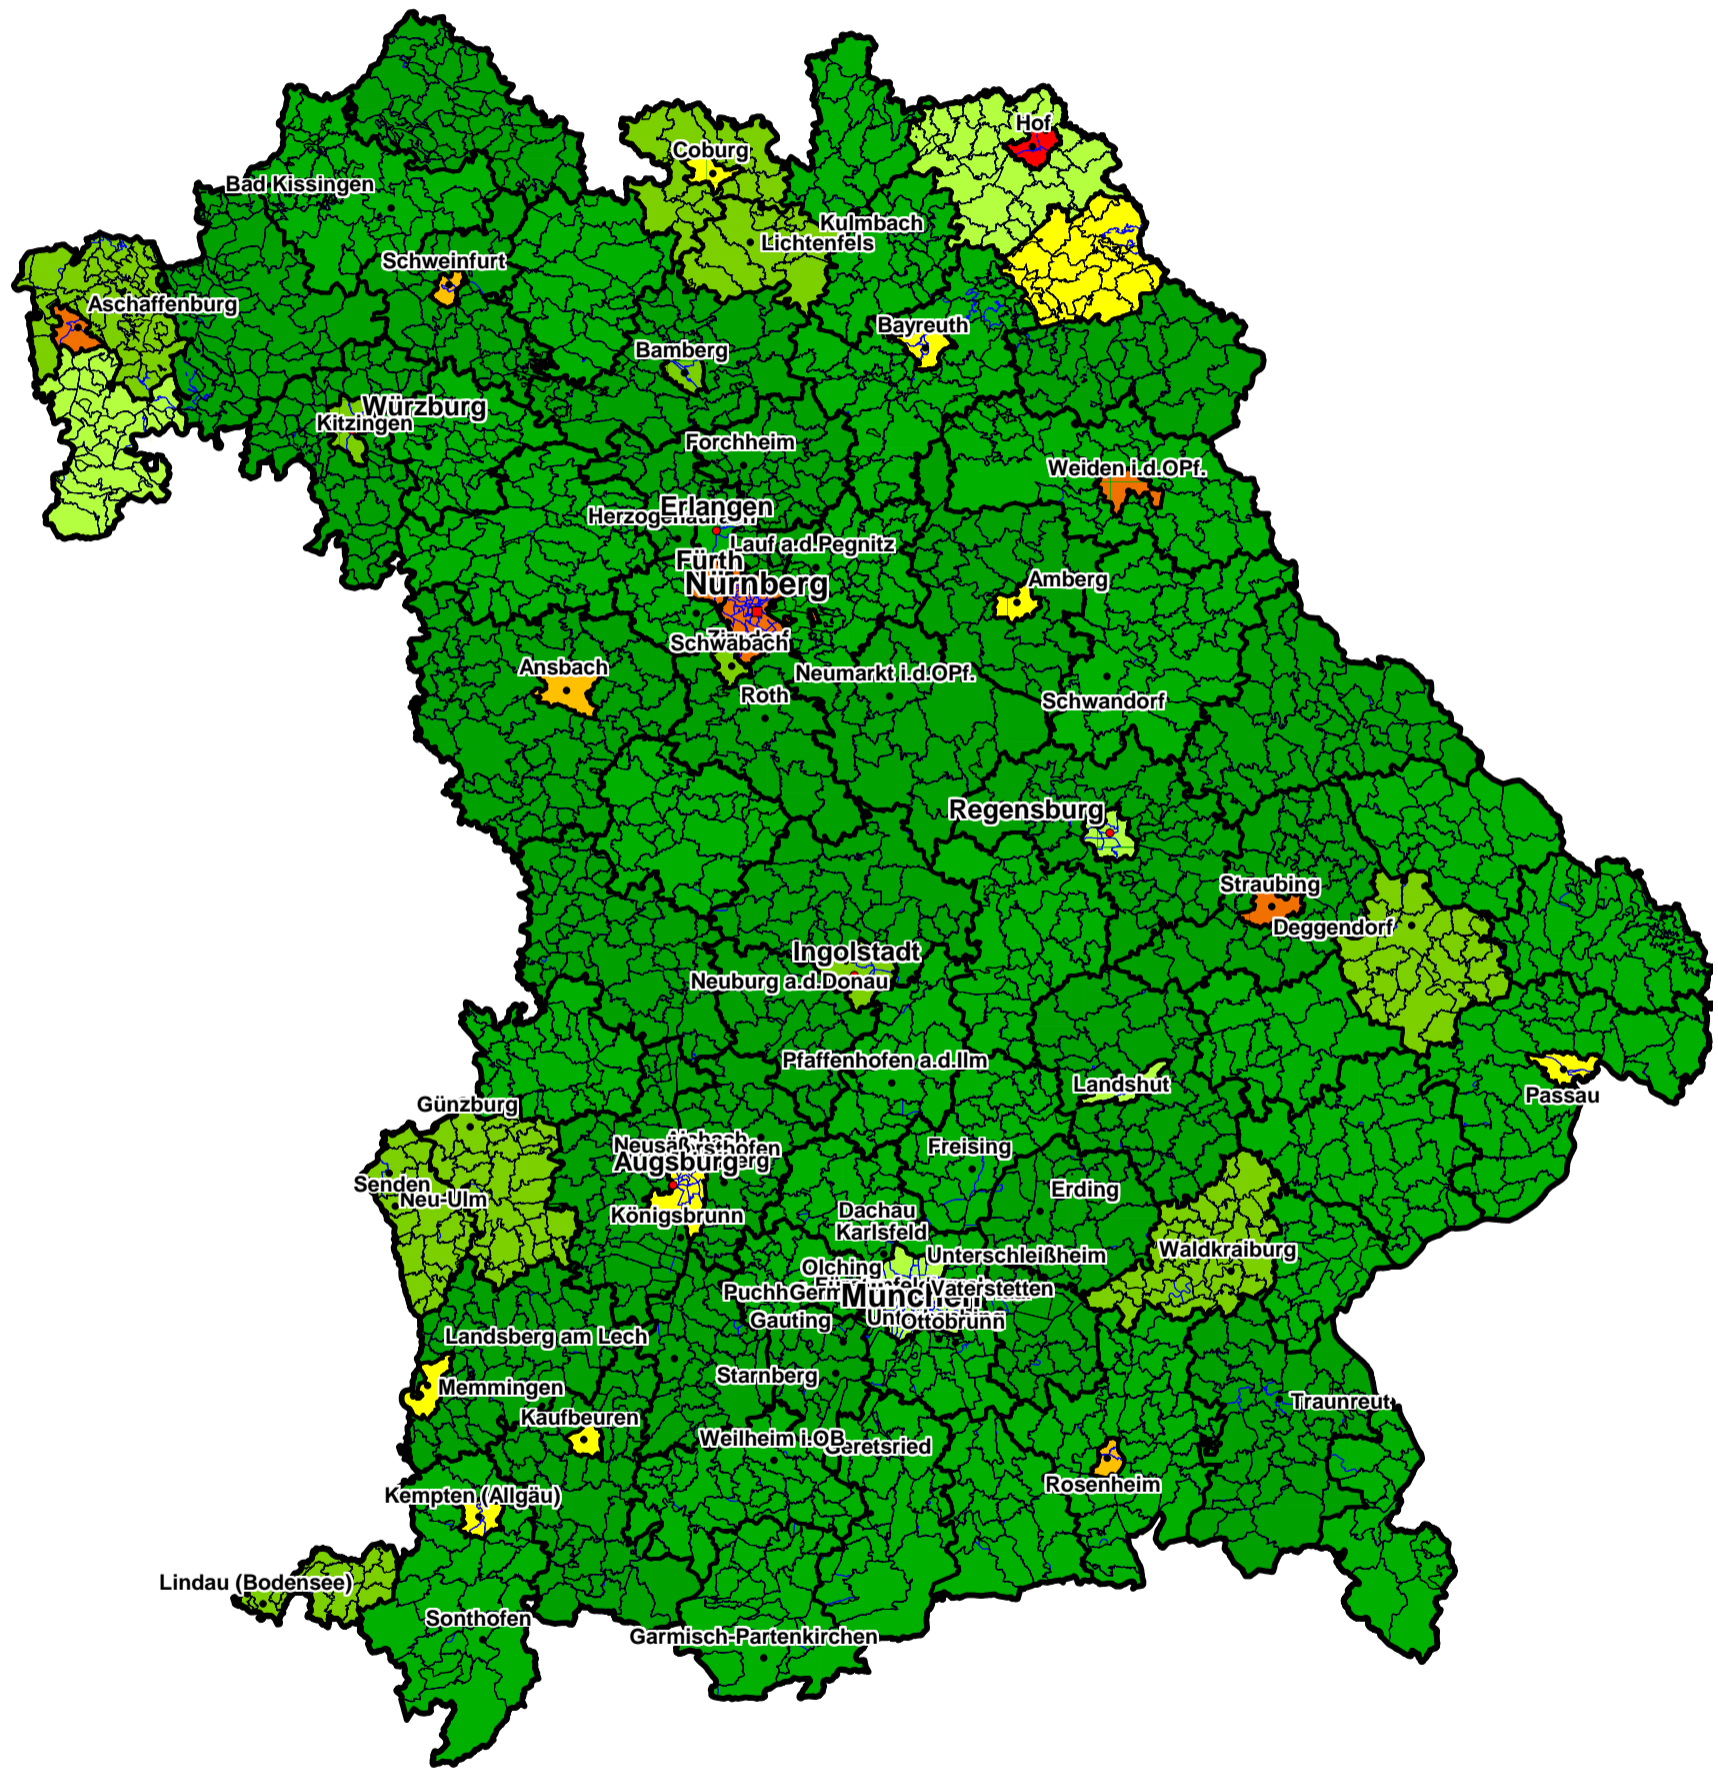 Hof
Coburg
Bad Kissingen
Kulmbach
Lichtenfels
Schweinfurt
Aschaffenburg
Bayreuth
Bamberg
Würzburg
Kitzingen
Forchheim
Weiden i.d.OPf.
Erlangen
Lauf a.d.Pegnitz
Fürth
Nürnberg
Amberg
Schwabach
Ansbach
Neumarkt i.d.OPf.
Roth
Schwandorf
Regensburg
Straubing
Deggendorf
Ingolstadt
Neuburg a.d.Donau
Pfaffenhofen a.d.Ilm
Landshut
Passau
Günzburg
Augsburg
Freising
Senden
Neu-Ulm
Erding
Königsbrunn
Dachau
Karlsfeld
Unterschleißheim
Waldkraiburg
Olching
München
Vaterstetten
Gauting
Ottobrunn
Landsberg am Lech
Starnberg
Memmingen
Traunreut
Kaufbeuren
Weilheim i.OB
Geretsried
Rosenheim
Kempten (Allgäu)
Lindau (Bodensee)
Sonthofen
Garmisch-Partenkirchen